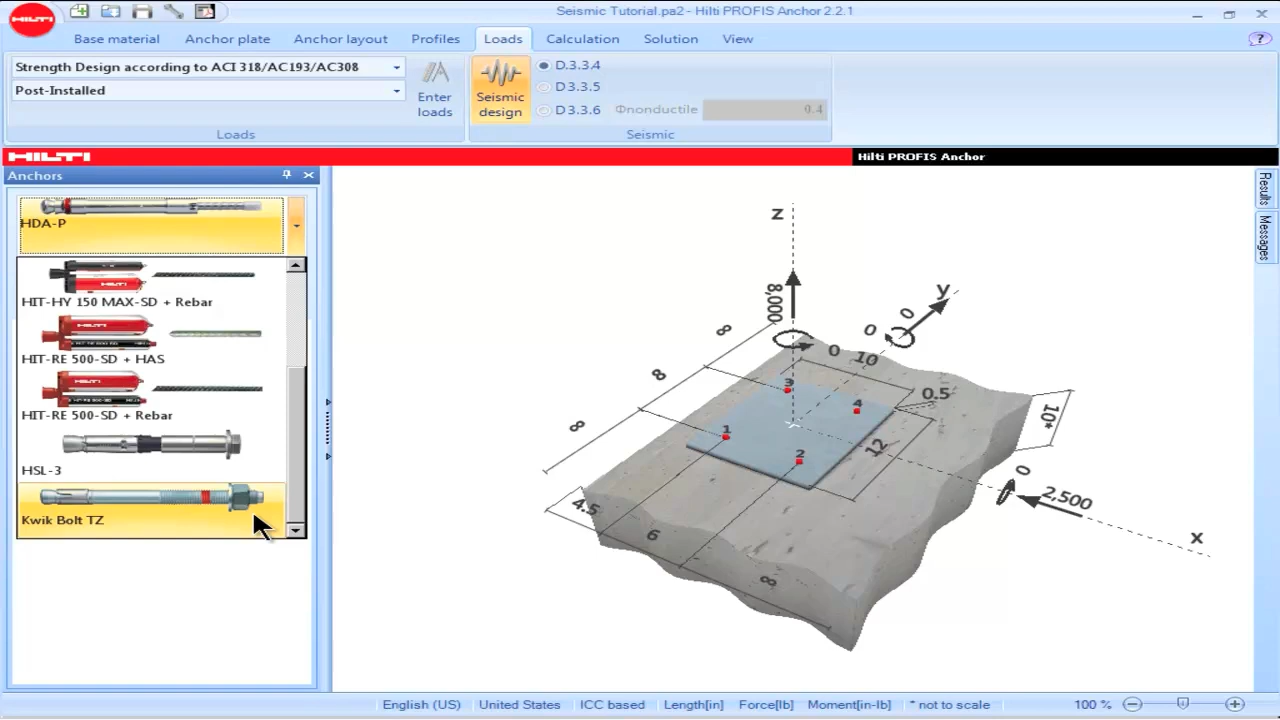 Seismic Tutorial.pa2 - Hilti PROFIS Anchor 2.2.1
HILTI
Base material Anchor plate Anchor layout Profiles Loads Calculation Solution View
Strength Design according to ACI 318/AC193/AC308
Post-Installed
Enter loads
Loads
Seismic design
D.3.3.4
D.3.3.5
D.3.3.6 Φnonductile 0.4
Seismic
HILTI
Hilti PROFIS Anchor
Anchors
HDA-P
HIT-HY 150 MAX-SD + Rebar
HIT-RE 500-SD + HAS
HIT-RE 500-SD + Rebar
HSL-3
Kwik Bolt TZ
Results
Messages
z
8,000
y
0
0
0
10
8
8
8
3
4
0.5
1
2
12
10*
0
2,500
x
4.5
6
8
English (US) United States ICC based Length[in] Force[lb] Moment[in-lb] * not to scale 100 %